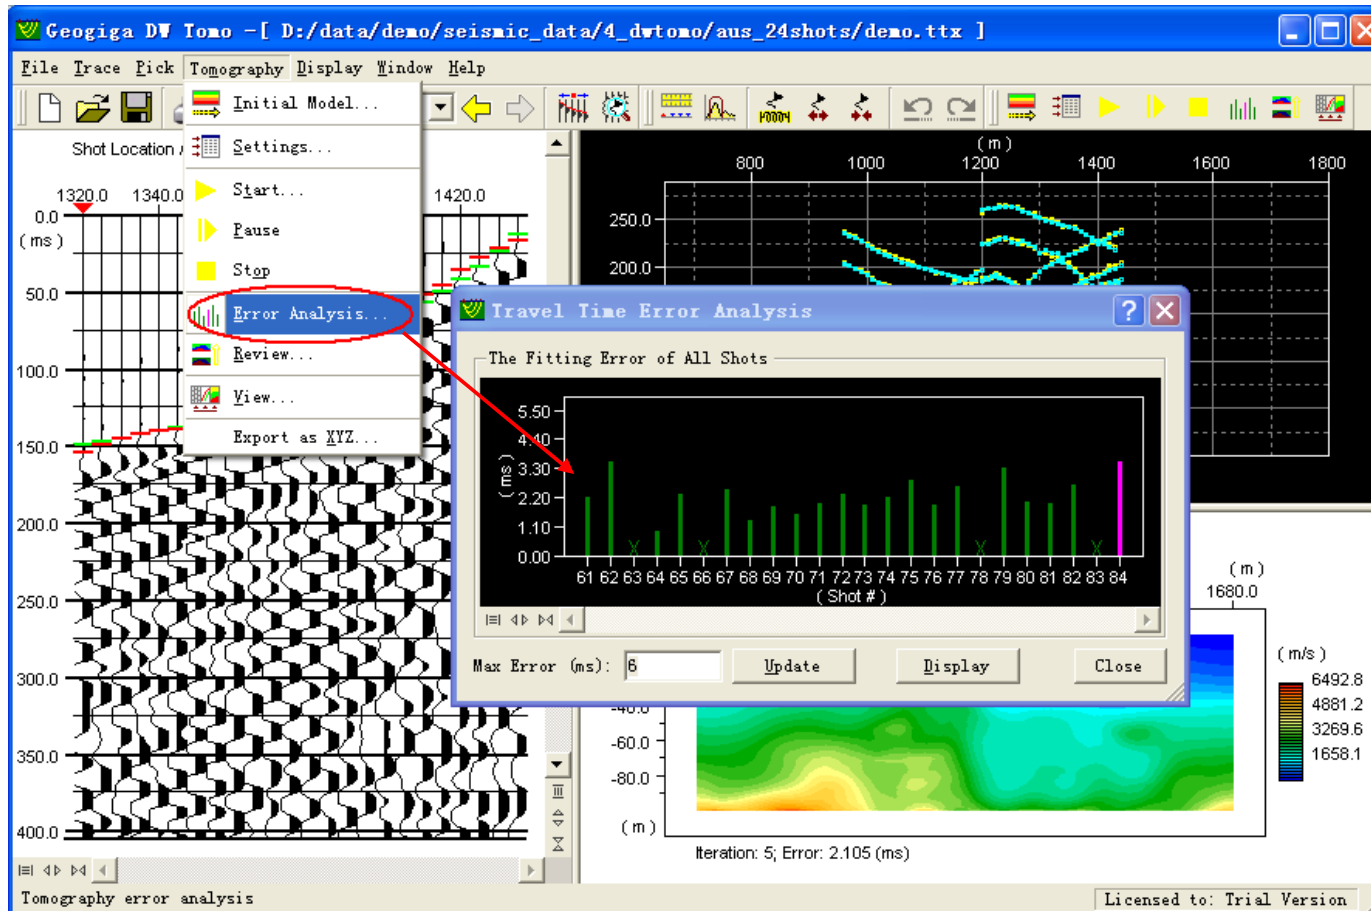 Geogiga DW Tomo -[ D:/data/demo/seismic_data/4_dwtomo/aus_24shots/demo.ttx ]
File Trace Pick Tomography Display Window Help
Initial Model...
Settings...
Start...
Pause
Stop
Error Analysis...
Review...
View...
Export as XYZ...
Shot Location
1320.0 1340.0 1420.0
0.0
( ms )
50.0
100.0
150.0
200.0
250.0
300.0
350.0
400.0
( m )
800 1000 1200 1400 1600 1800
250.0
200.0
Travel Time Error Analysis
The Fitting Error of All Shots
5.50
4.40
3.30
2.20
1.10
0.00
( ms )
61 62 63 64 65 66 67 68 69 70 71 72 73 74 75 76 77 78 79 80 81 82 83 84
( Shot # )
Max Error (ms): 6 Update Display Close
( m )
1680.0
-40.0
-60.0
-80.0
( m )
( m/s )
6492.8
4881.2
3269.6
1658.1
Iteration: 5; Error: 2.105 (ms)
Tomography error analysis
Licensed to: Trial Version